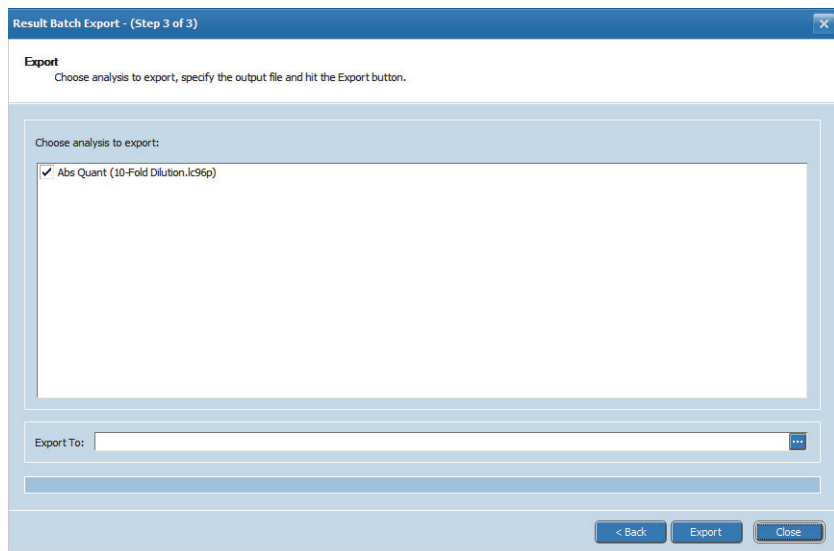 Result Batch Export - (Step 3 of 3)
Export
Choose analysis to export, specify the output file and hit the Export button.
Choose analysis to export:
Abs Quant (10-Fold Dilution.lc96p)
Export To:
...
< Back Export Close